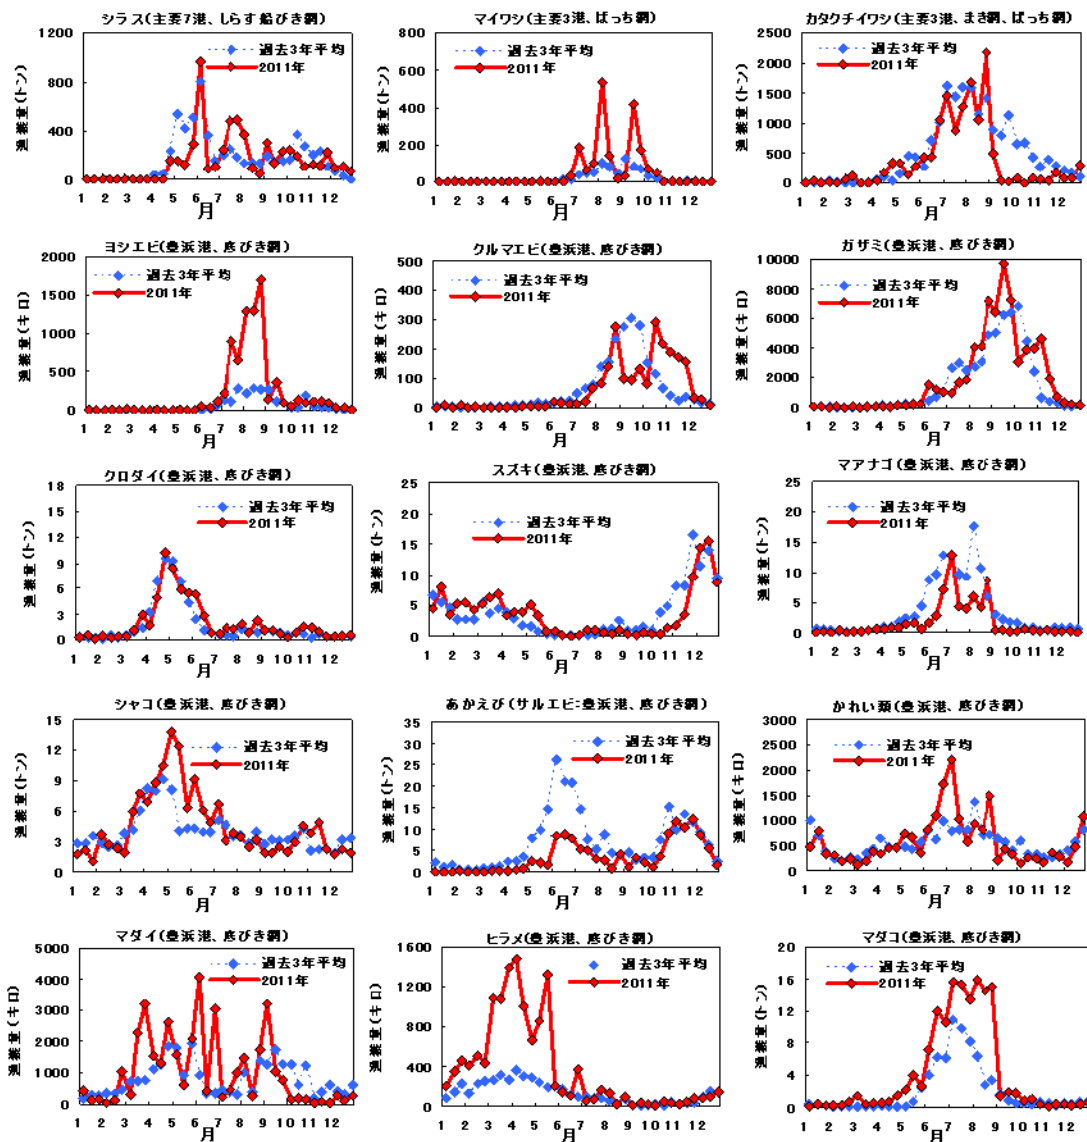 シラス(主要7港、しらす船びき網)
1200
800
400
0
漁獲量(トン)
過去3年平均
2011年
1 2 3 4 5 6 7 8 9 10 11 12
月
マイワシ(主要3港、ばっち網)
800
600
400
200
0
漁獲量(トン)
過去3年平均
2011年
1 2 3 4 5 6 7 8 9 10 11 12
月
カタクチイワシ(主要3港、まき網、ばっち網)
2500
2000
1500
1000
500
0
漁獲量(トン)
過去3年平均
2011年
1 2 3 4 5 6 7 8 9 10 11 12
月
ヨシエビ(豊浜港、底びき網)
2000
1500
1000
500
0
漁獲量(キロ)
過去3年平均
2011年
1 2 3 4 5 6 7 8 9 10 11 12
月
クルマエビ(豊浜港、底びき網)
500
400
300
200
100
0
漁獲量(キロ)
過去3年平均
2011年
1 2 3 4 5 6 7 8 9 10 11 12
月
ガザミ(豊浜港、底びき網)
10000
8000
6000
4000
2000
0
漁獲量(キロ)
過去3年平均
2011年
1 2 3 4 5 6 7 8 9 10 11 12
月
クロダイ(豊浜港、底びき網)
18
15
12
9
6
3
0
漁獲量(トン)
過去3年平均
2011年
1 2 3 4 5 6 7 8 9 10 11 12
月
スズキ(豊浜港、底びき網)
25
20
15
10
5
0
漁獲量(トン)
過去3年平均
2011年
1 2 3 4 5 6 7 8 9 10 11 12
月
マアナゴ(豊浜港、底びき網)
25
20
15
10
5
0
漁獲量(トン)
過去3年平均
2011年
1 2 3 4 5 6 7 8 9 10 11 12
月
シャコ(豊浜港、底びき網)
15
12
9
6
3
0
漁獲量(トン)
過去3年平均
2011年
1 2 3 4 5 6 7 8 9 10 11 12
月
あかえび(サルエビ:豊浜港、底びき網)
35
30
25
20
15
10
5
0
漁獲量(トン)
過去3年平均
2011年
1 2 3 4 5 6 7 8 9 10 11 12
月
かれい類(豊浜港、底びき網)
3000
2500
2000
1500
1000
500
0
漁獲量(キロ)
過去3年平均
2011年
1 2 3 4 5 6 7 8 9 10 11 12
月
マダイ(豊浜港、底びき網)
5000
4000
3000
2000
1000
0
漁獲量(キロ)
過去3年平均
2011年
1 2 3 4 5 6 7 8 9 10 11 12
月
ヒラメ(豊浜港、底びき網)
1600
1200
800
400
0
漁獲量(キロ)
過去3年平均
2011年
1 2 3 4 5 6 7 8 9 10 11 12
月
マダコ(豊浜港、底びき網)
20
16
12
8
4
0
漁獲量(トン)
過去3年平均
2011年
1 2 3 4 5 6 7 8 9 10 11 12
月